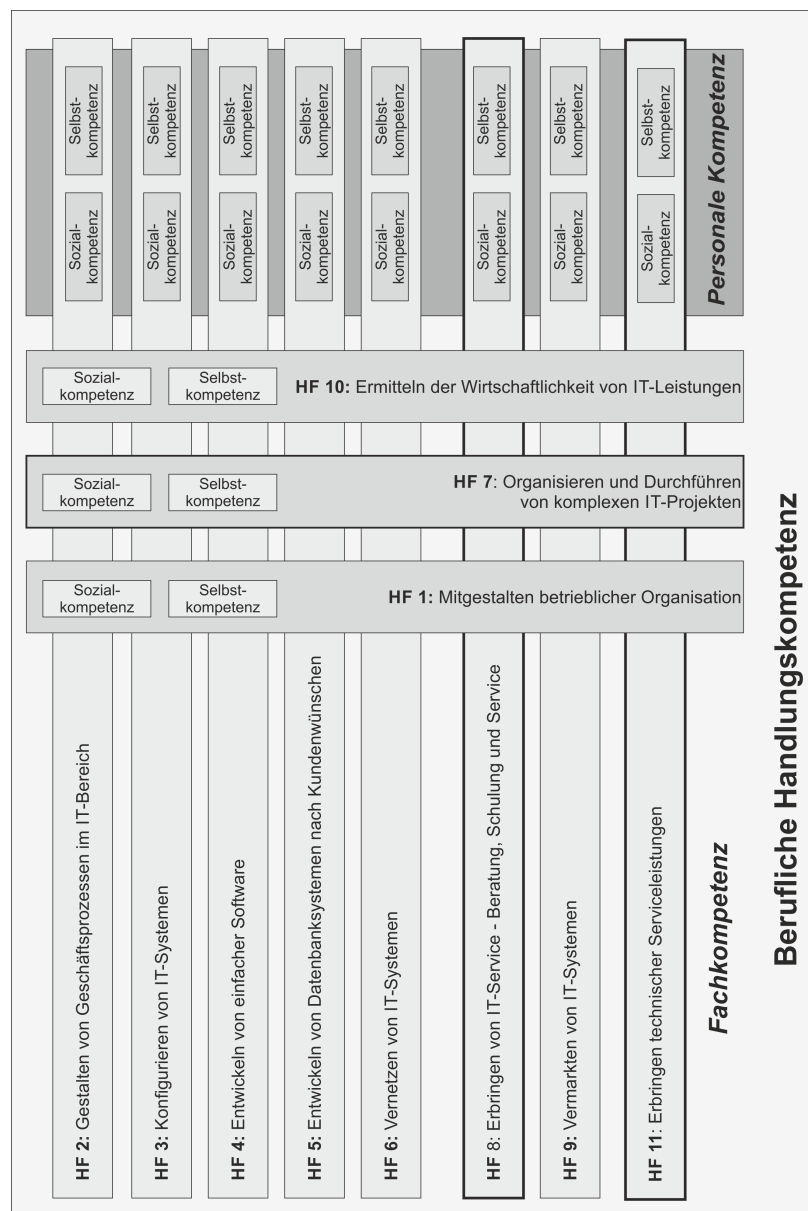 Selbst-
kompetenz
Selbst-
kompetenz
Selbst-
kompetenz
Selbst-
kompetenz
Selbst-
kompetenz
Selbst-
kompetenz
Selbst-
kompetenz
Selbst-
kompetenz
Sozial-
kompetenz
Sozial-
kompetenz
Sozial-
kompetenz
Sozial-
kompetenz
Sozial-
kompetenz
Sozial-
kompetenz
Sozial-
kompetenz
Sozial-
kompetenz
Personale Kompetenz
Sozial-
kompetenz
Selbst-
kompetenz
HF 10: Ermitteln der Wirtschaftlichkeit von IT-Leistungen
Sozial-
kompetenz
Selbst-
kompetenz
HF 7: Organisieren und Durchführen
von komplexen IT-Projekten
Sozial-
kompetenz
Selbst-
kompetenz
HF 1: Mitgestalten betrieblicher Organisation
HF 2: Gestalten von Geschäftsprozessen im IT-Bereich
HF 3: Konfigurieren von IT-Systemen
HF 4: Entwickeln von einfacher Software
HF 5: Entwickeln von Datenbanksystemen nach Kundenwünschen
HF 6: Vernetzen von IT-Systemen
HF 8: Erbringen von IT-Service - Beratung, Schulung und Service
HF 9: Vermarkten von IT-Systemen
HF 11: Erbringen technischer Serviceleistungen
Fachkompetenz
Berufliche Handlungskompetenz